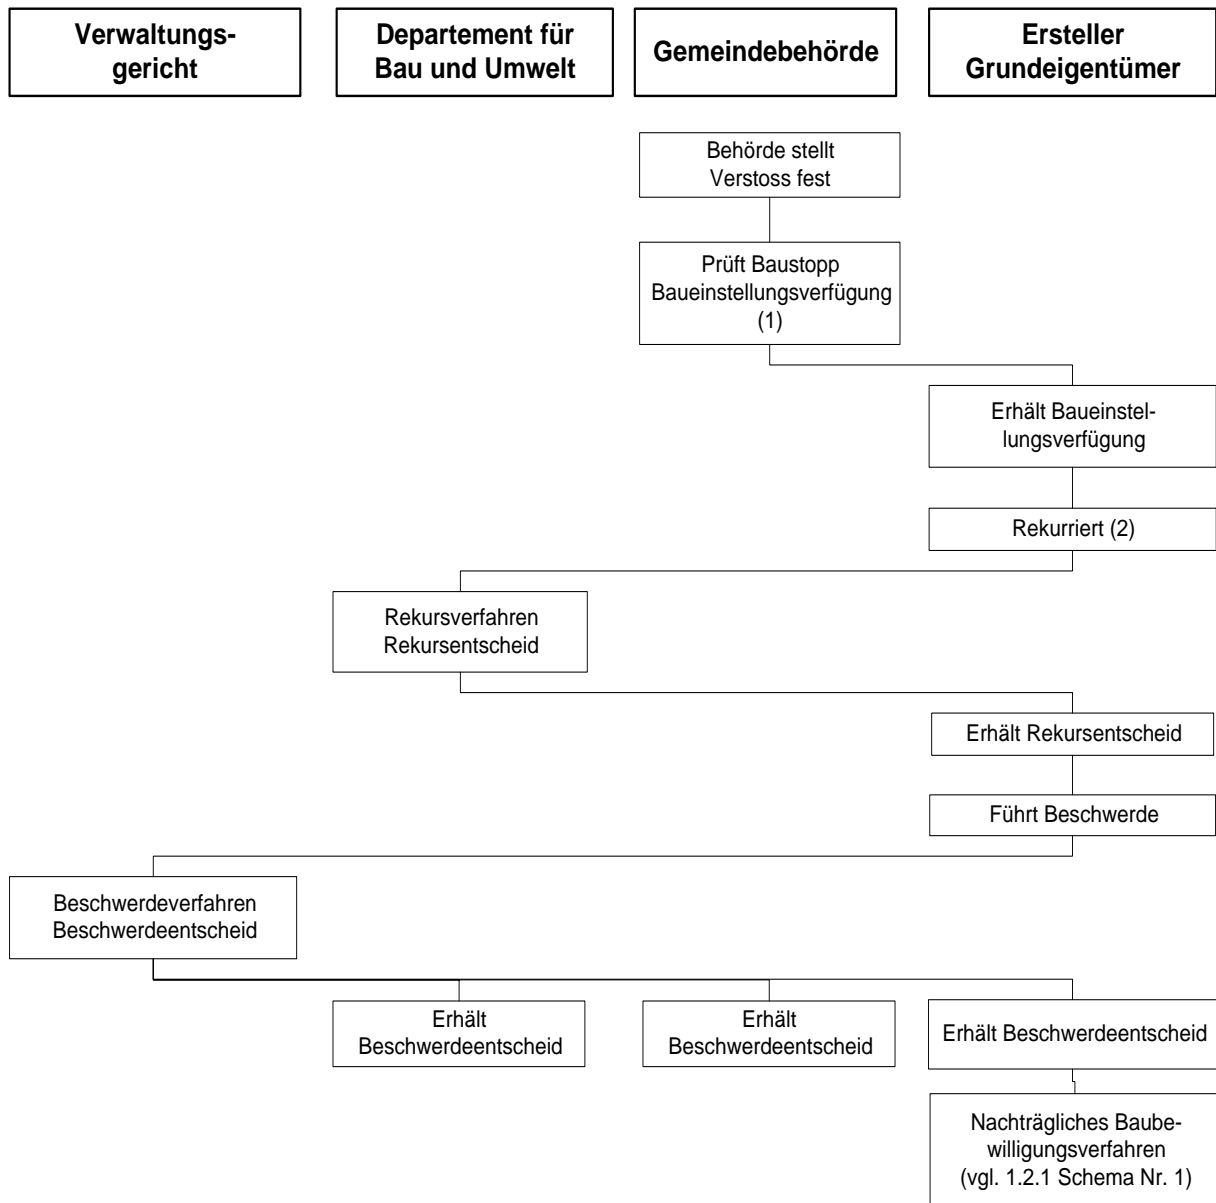 Verwaltungs-
gericht
Departement für
Bau und Umwelt
Gemeindebehörde
Ersteller
Grundeigentümer
Behörde stellt
Verstoss fest
Prüft Baustopp
Baueinstellungsverfügung
(1)
Erhält Baueinstel-
lungsverfügung
Rekurriert (2)
Rekursverfahren
Rekursentscheid
Erhält Rekursentscheid
Führt Beschwerde
Beschwerdeverfahren
Beschwerdeentscheid
Erhält
Beschwerdeentscheid
Erhält
Beschwerdeentscheid
Erhält Beschwerdeentscheid
Nachträgliches Baube-
willigungsverfahren
(vgl. 1.2.1 Schema Nr. 1)